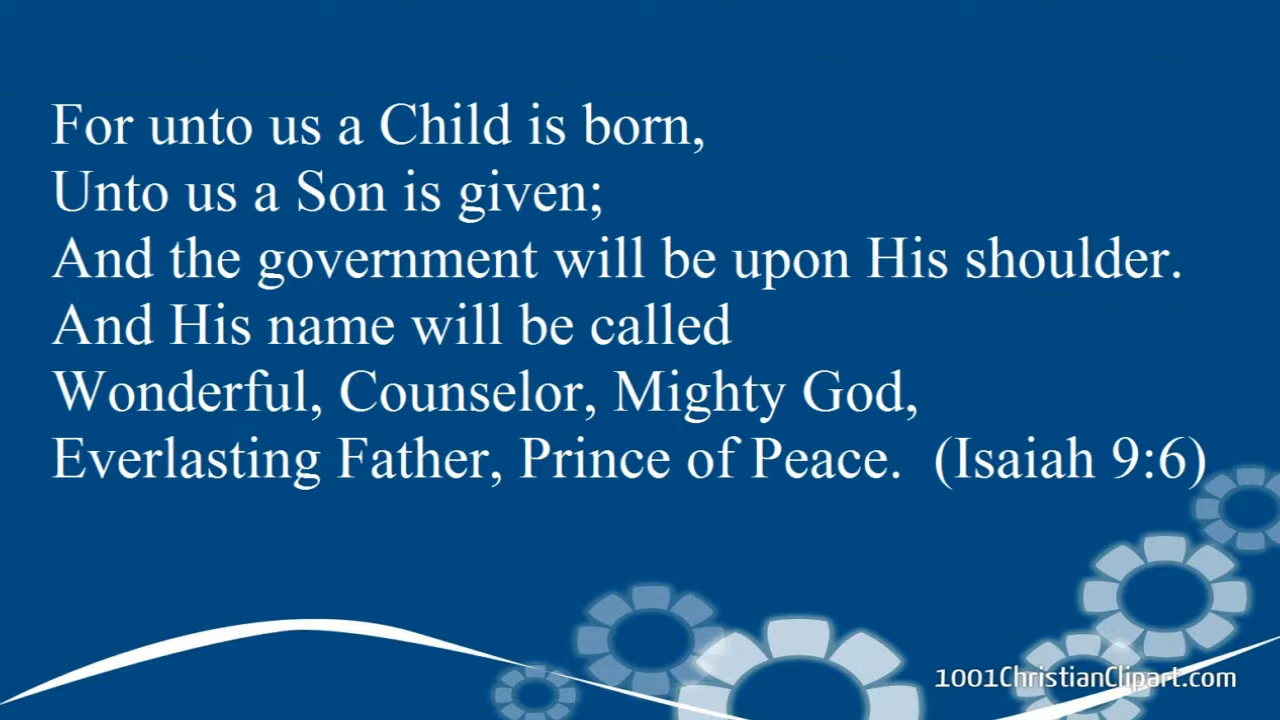 For unto us a Child is born,
Unto us a Son is given;
And the government will be upon His shoulder.
And His name will be called
Wonderful, Counselor, Mighty God,
Everlasting Father, Prince of Peace.  (Isaiah 9:6)
1001ChristianClipart.com